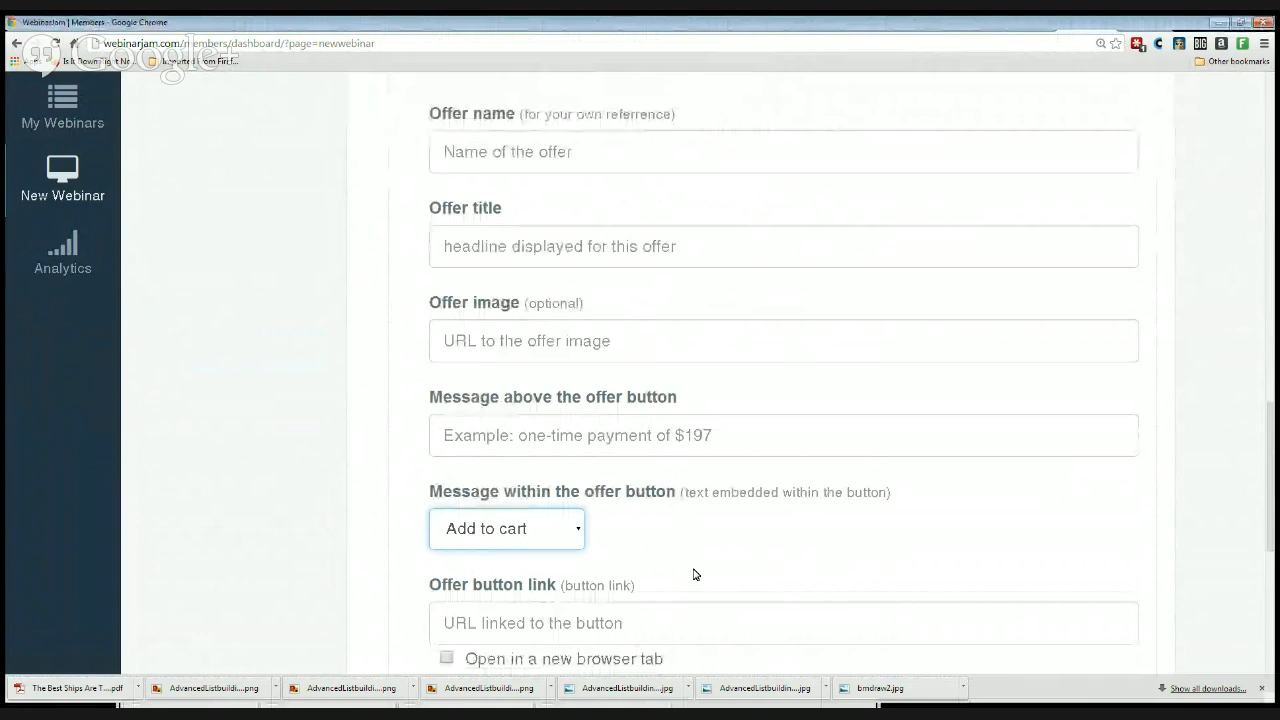 WebinarJam | Members - Google Chrome
webinarjam.com/members/dashboard/?page=newwebinar
Google+
Other bookmarks
My Webinars
New Webinar
Analytics
Offer name (for your own reference)
Name of the offer
Offer title
headline displayed for this offer
Offer image (optional)
URL to the offer image
Message above the offer button
Example: one-time payment of $197
Message within the offer button (text embedded within the button)
Add to cart
Offer button link (button link)
URL linked to the button
Open in a new browser tab
The Best Ships Are T....pdf
AdvancedListbuildi....png
AdvancedListbuildi....png
AdvancedListbuildi....png
AdvancedListbuildin....jpg
AdvancedListbuildin....jpg
bmdraw2.jpg
Show all downloads...